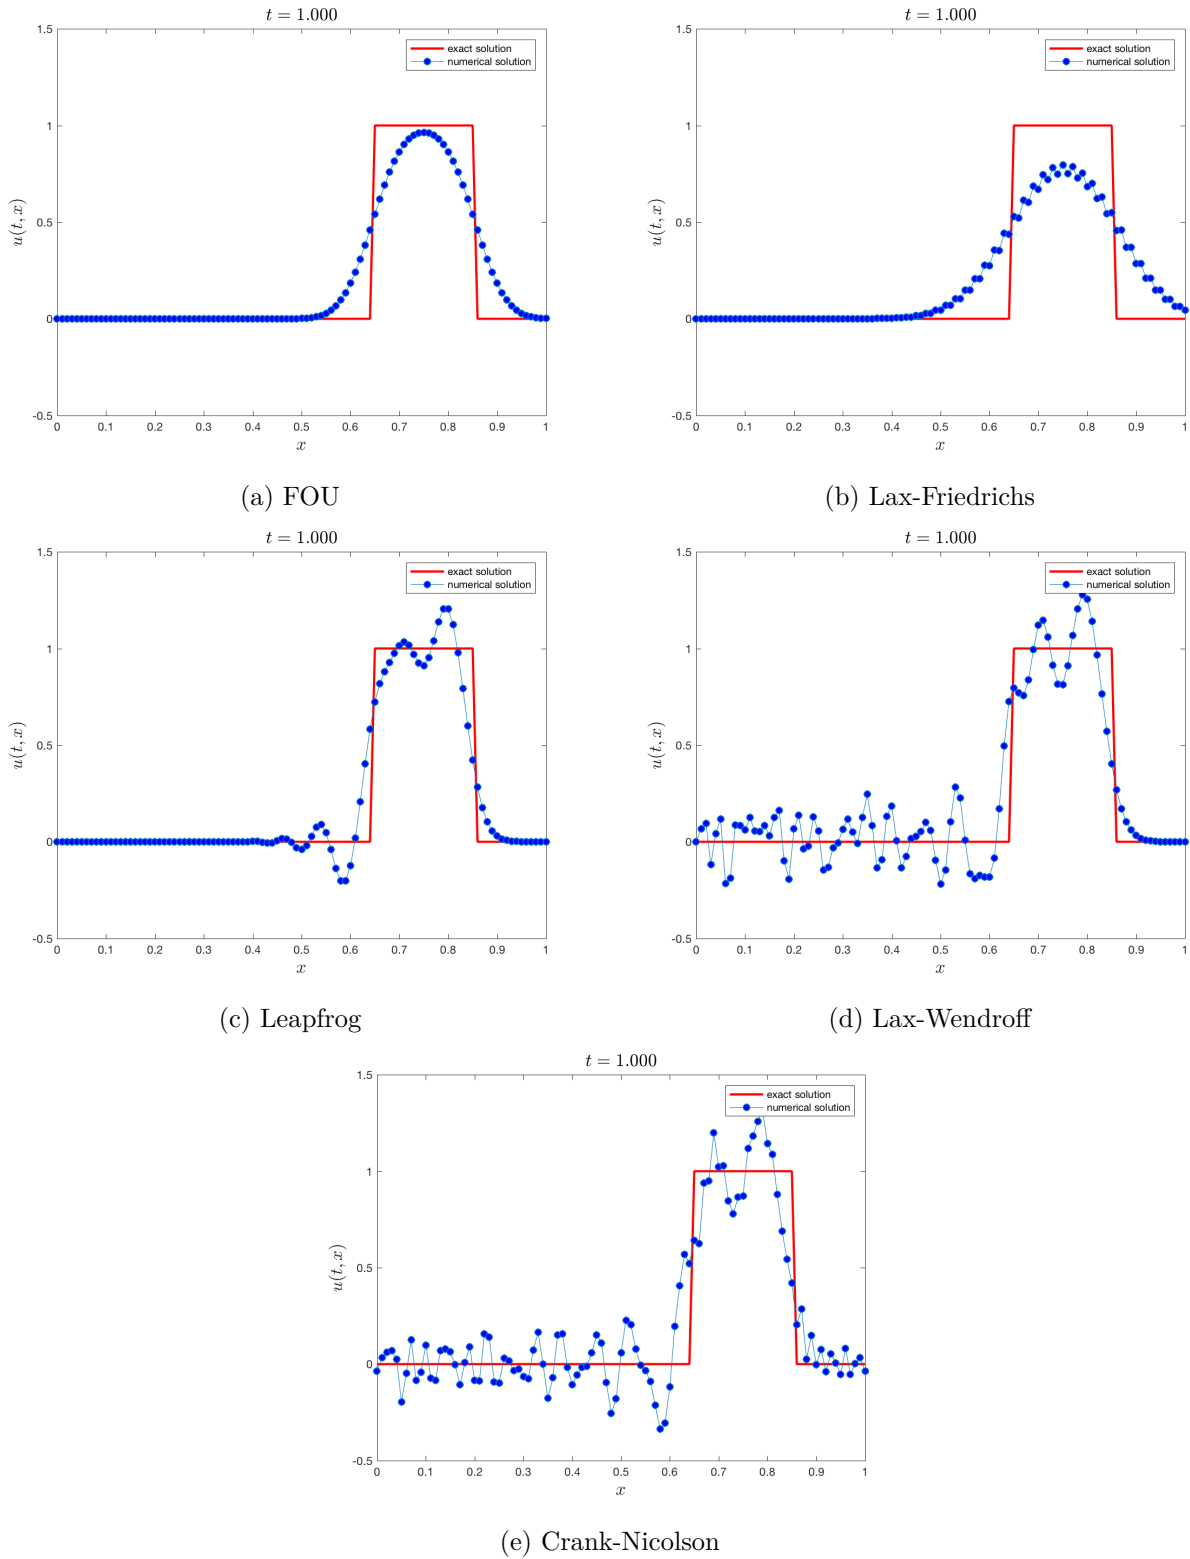 t = 1.000
1.5
exact solution
numerical solution
1
0.5
0
-0.5
u(t, x)
0 0.1 0.2 0.3 0.4 0.5 0.6 0.7 0.8 0.9 1
x
(a) FOU
t = 1.000
1.5
exact solution
numerical solution
1
0.5
0
-0.5
u(t, x)
0 0.1 0.2 0.3 0.4 0.5 0.6 0.7 0.8 0.9 1
x
(b) Lax-Friedrichs
t = 1.000
1.5
exact solution
numerical solution
1
0.5
0
-0.5
u(t, x)
0 0.1 0.2 0.3 0.4 0.5 0.6 0.7 0.8 0.9 1
x
(c) Leapfrog
t = 1.000
1.5
exact solution
numerical solution
1
0.5
0
-0.5
u(t, x)
0 0.1 0.2 0.3 0.4 0.5 0.6 0.7 0.8 0.9 1
x
(d) Lax-Wendroff
t = 1.000
1.5
exact solution
numerical solution
1
0.5
0
-0.5
u(t, x)
0 0.1 0.2 0.3 0.4 0.5 0.6 0.7 0.8 0.9 1
x
(e) Crank-Nicolson